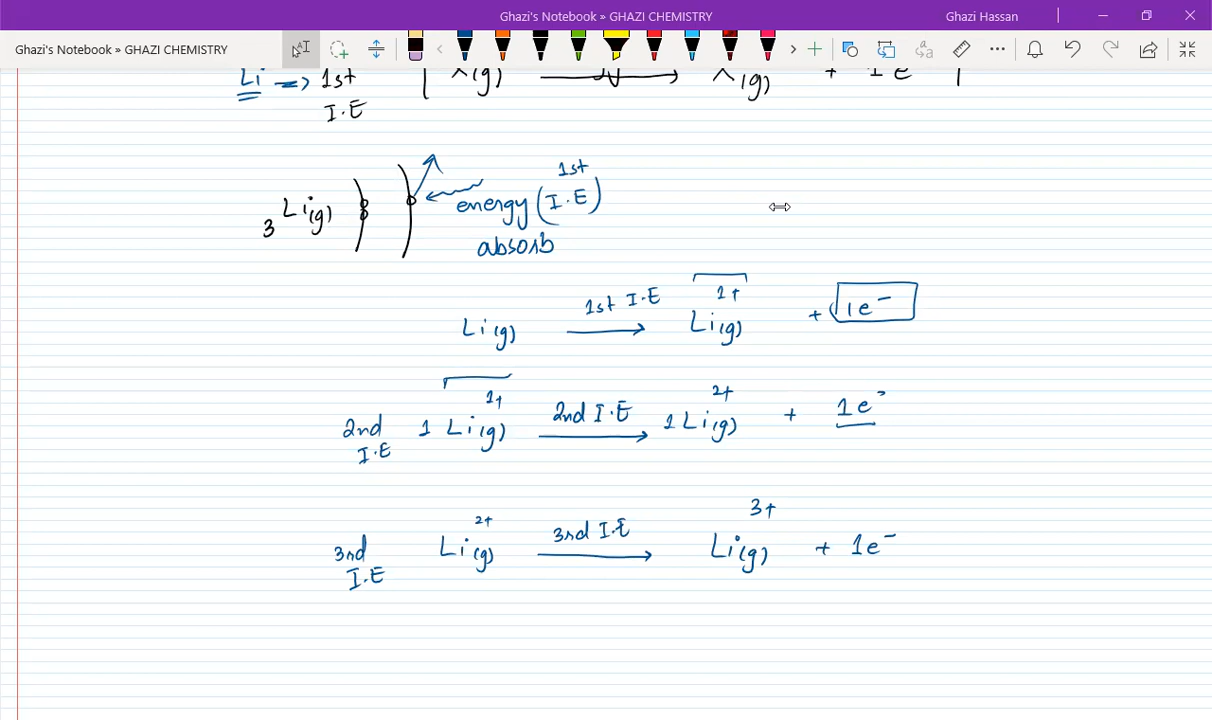 Ghazi's Notebook » GHAZI CHEMISTRY
Ghazi Hassan
Ghazi's Notebook » GHAZI CHEMISTRY
Li => 1st I.E
X(g) → X(g) + 1e
₃Li(g)
energy (1st I.E)
absorb
Li(g) 1st I.E → Li¹⁺(g) + 1e⁻
2nd I.E 1 Li¹⁺(g) 2nd I.E → 1 Li²⁺(g) + 1e⁻
3rd I.E Li²⁺(g) 3rd I.E → Li³⁺(g) + 1e⁻